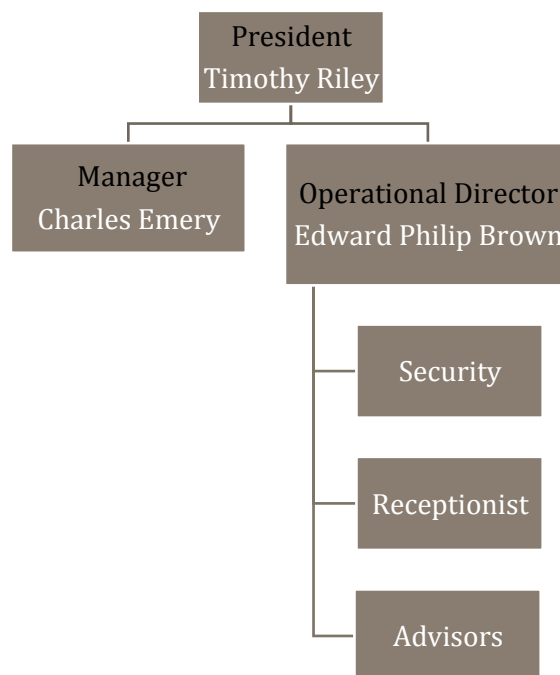 President
Timothy Riley
Manager
Charles Emery
Operational Director
Edward Philip Brown
Security
Receptionist
Advisors